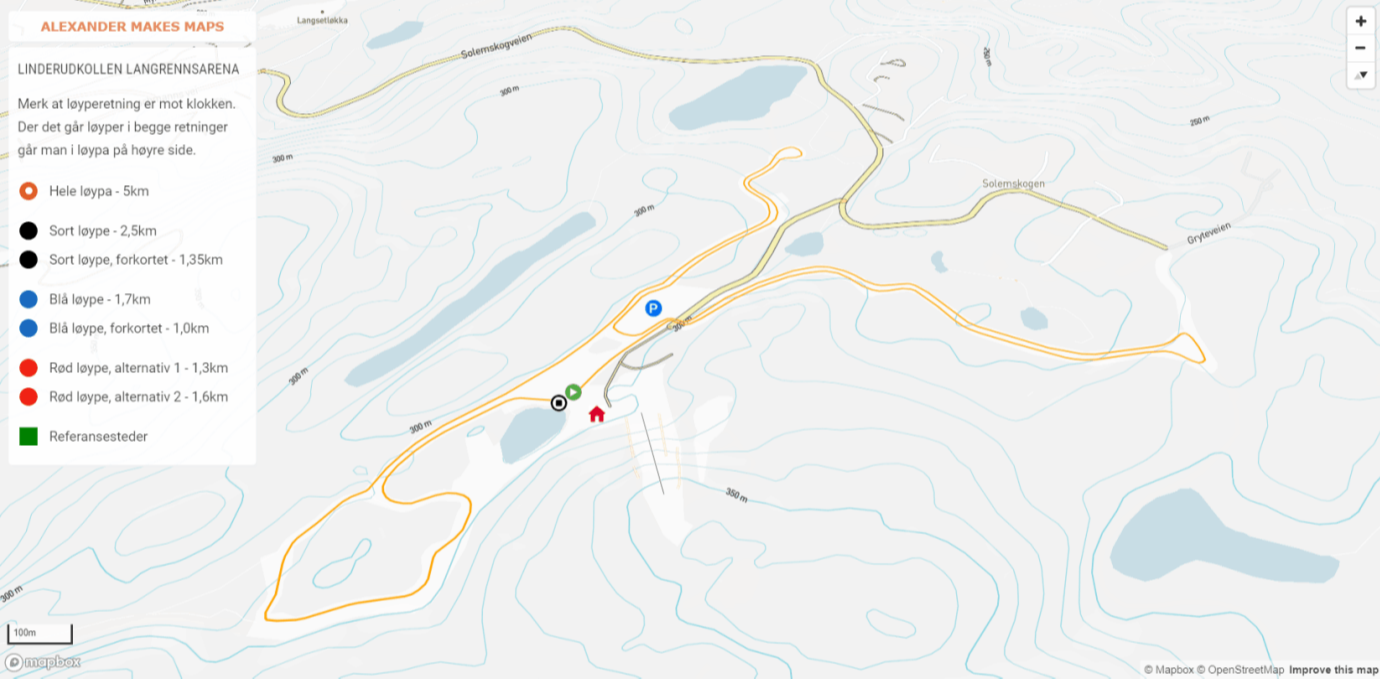 ALEXANDER MAKES MAPS
LINDERUDKOLLEN LANGRENNSARENA
Merk at løyperetning er mot klokken.
Der det går løyper i begge retninger
går man i løypa på høyre side.
Hele løypa - 5km
Sort løype - 2,5km
Sort løype, forkortet - 1,35km
Blå løype - 1,7km
Blå løype, forkortet - 1,0km
Rød løype, alternativ 1 - 1,3km
Rød løype, alternativ 2 - 1,6km
Referansesteder
Langsetløkka
Solemskogveien
300 m
250 m
250 m
300 m
Solemskogen
300 m
Gryteveien
P
300 m
300 m
300 m
350 m
300 m
100m
mapbox
© Mapbox © OpenStreetMap Improve this map